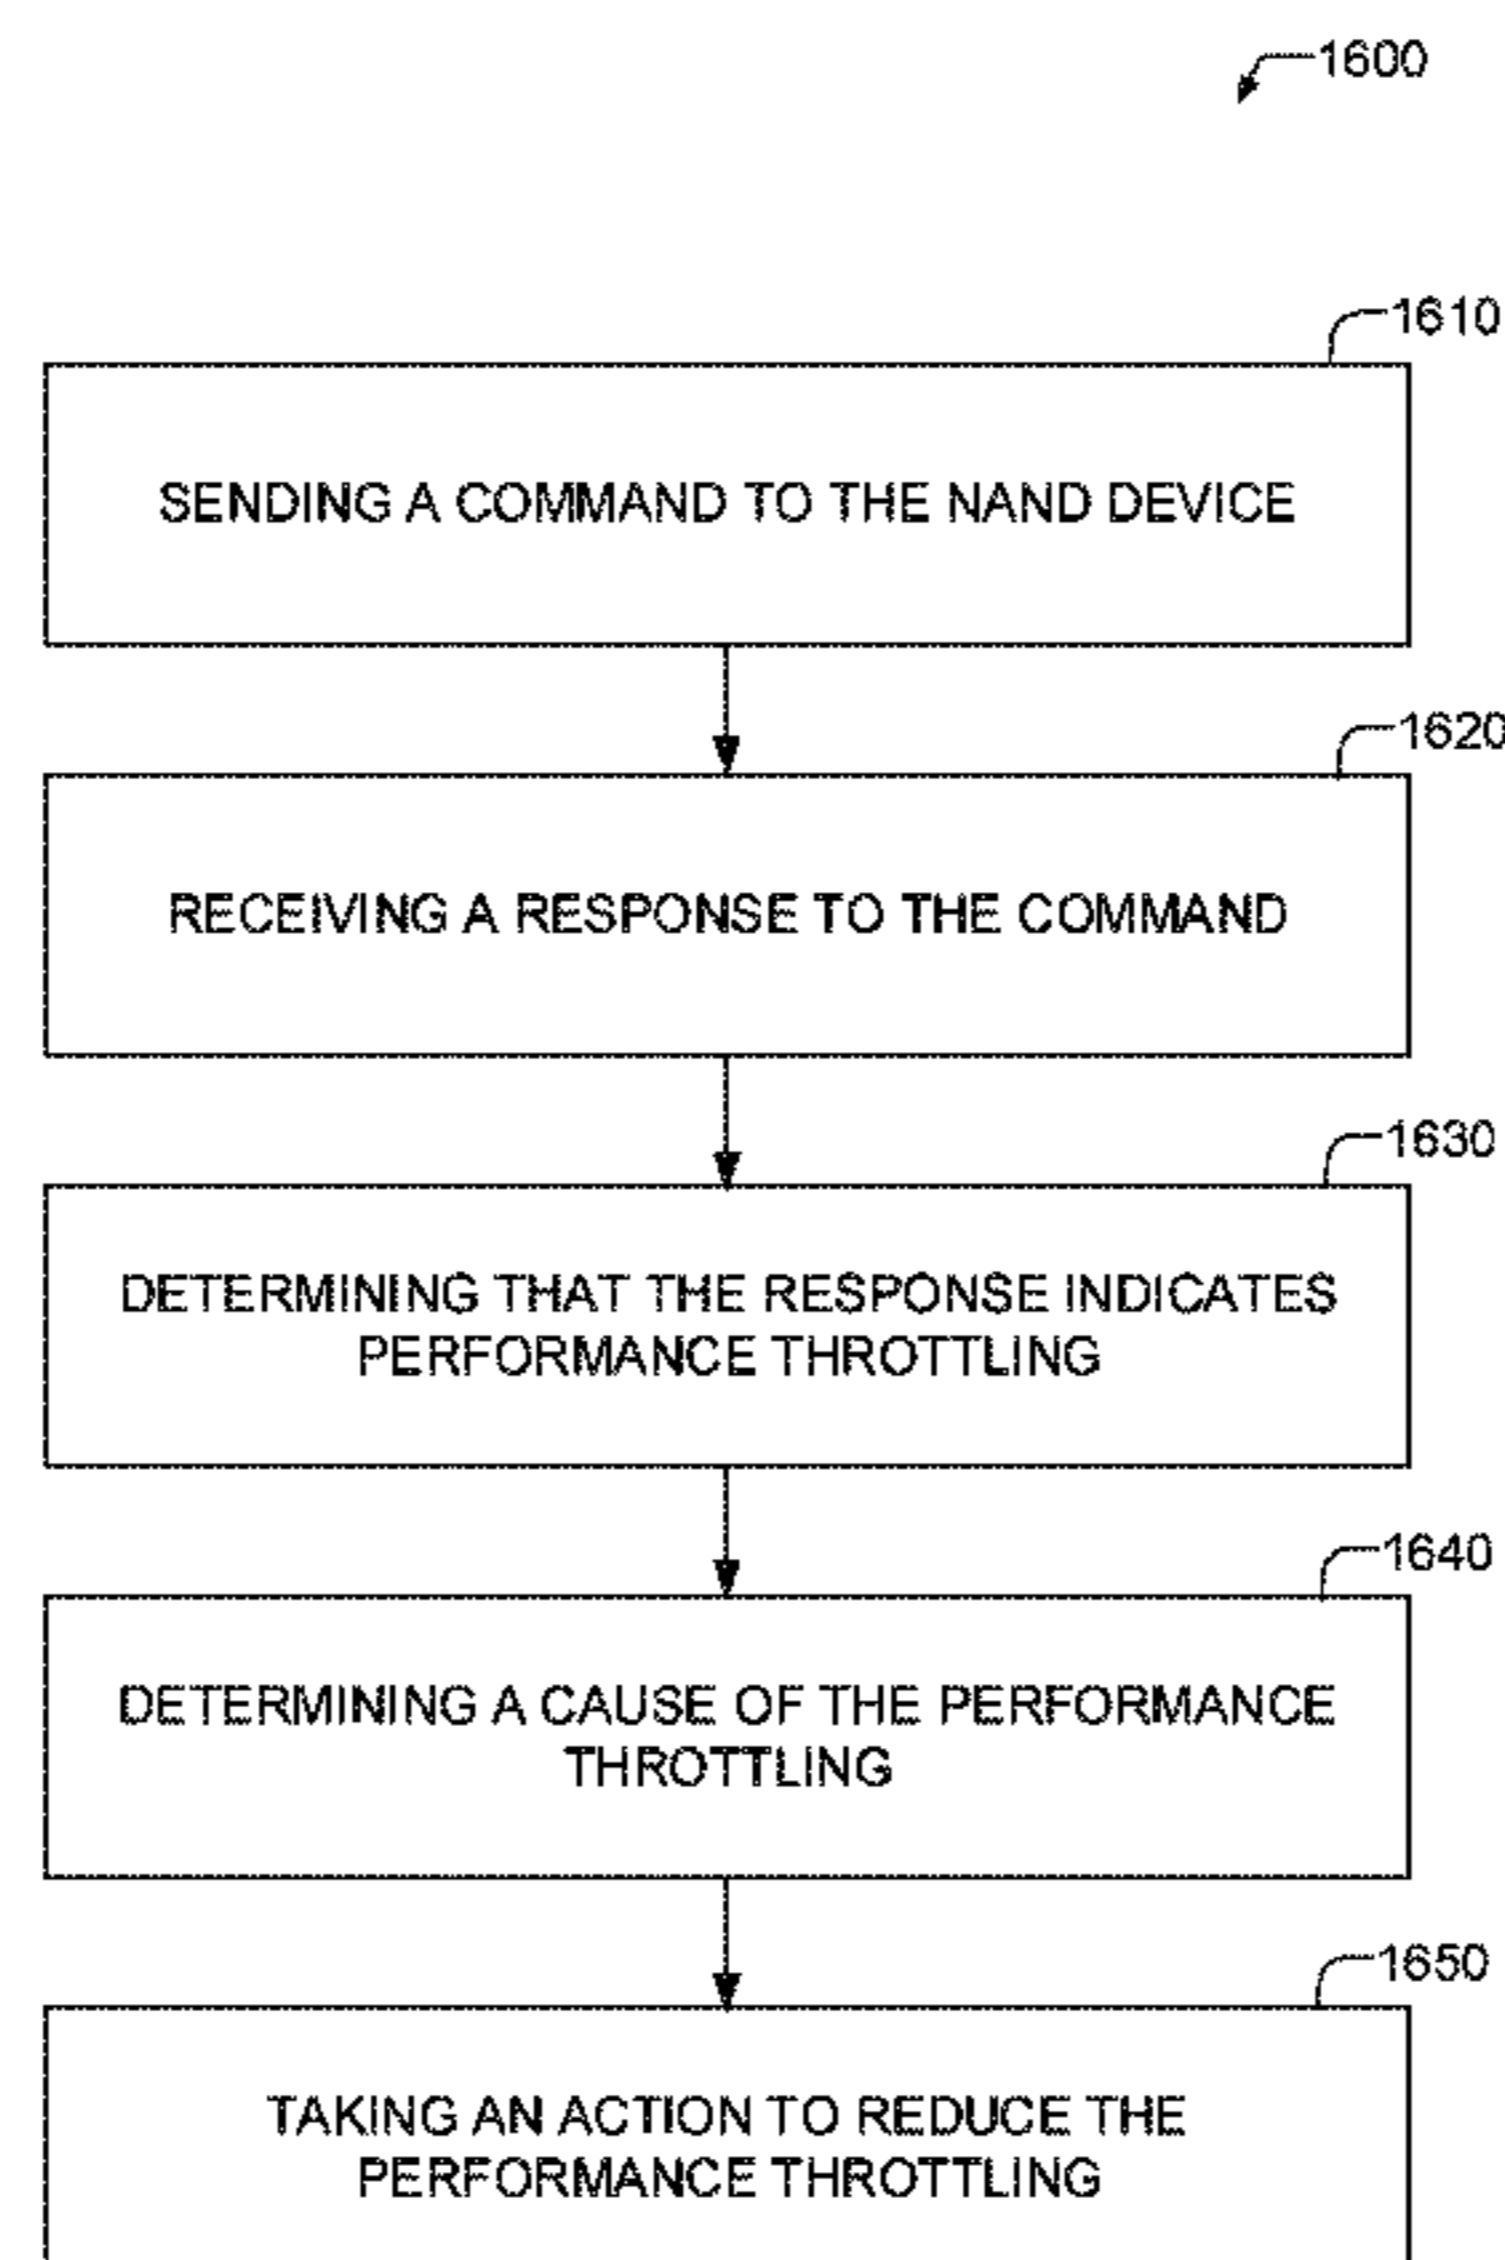 1600
1610
SENDING A COMMAND TO THE NAND DEVICE
1620
RECEIVING A RESPONSE TO THE COMMAND
1630
DETERMINING THAT THE RESPONSE INDICATES
PERFORMANCE THROTTLING
1640
DETERMINING A CAUSE OF THE PERFORMANCE
THROTTLING
1650
TAKING AN ACTION TO REDUCE THE
PERFORMANCE THROTTLING